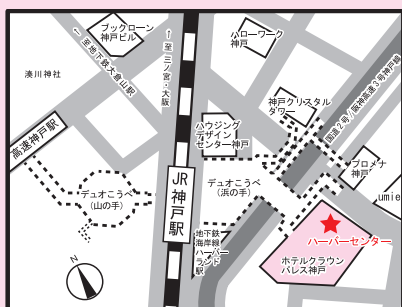 ブックローン
神戸ビル
ハローワーク
神戸
← 至地下鉄大倉山駅
↑ 至 三ノ宮・大阪
湊川神社
神戸クリスタル
タワー
国道2号/阪神高速3号神戸線
高速神戸駅
ハウジング
デザイン
センター神戸
プロメナ
神戸
umie
デュオこうべ
(山の手)
JR
神戸駅
デュオこうべ
(浜の手)
地下鉄
海岸線
ハーバー
ランド
駅
ハーバーセンター
ホテルクラウン
パレス神戸
N